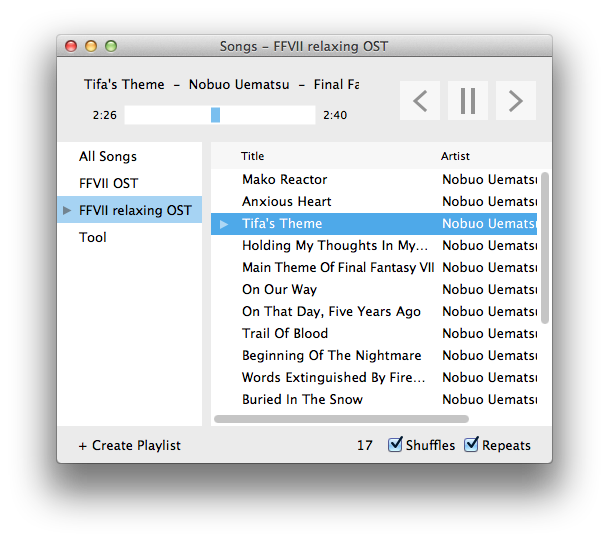 Songs – FFVII relaxing OST
Tifa's Theme – Nobuo Uematsu – Final Fa
2:26 2:40
All Songs
FFVII OST
FFVII relaxing OST
Tool
Title Artist
Mako Reactor Nobuo Uematsu
Anxious Heart Nobuo Uematsu
Tifa's Theme Nobuo Uematsu
Holding My Thoughts In My... Nobuo Uematsu
Main Theme Of Final Fantasy VII Nobuo Uematsu
On Our Way Nobuo Uematsu
On That Day, Five Years Ago Nobuo Uematsu
Trail Of Blood Nobuo Uematsu
Beginning Of The Nightmare Nobuo Uematsu
Words Extinguished By Fire... Nobuo Uematsu
Buried In The Snow Nobuo Uematsu
+ Create Playlist 17 Shuffles Repeats